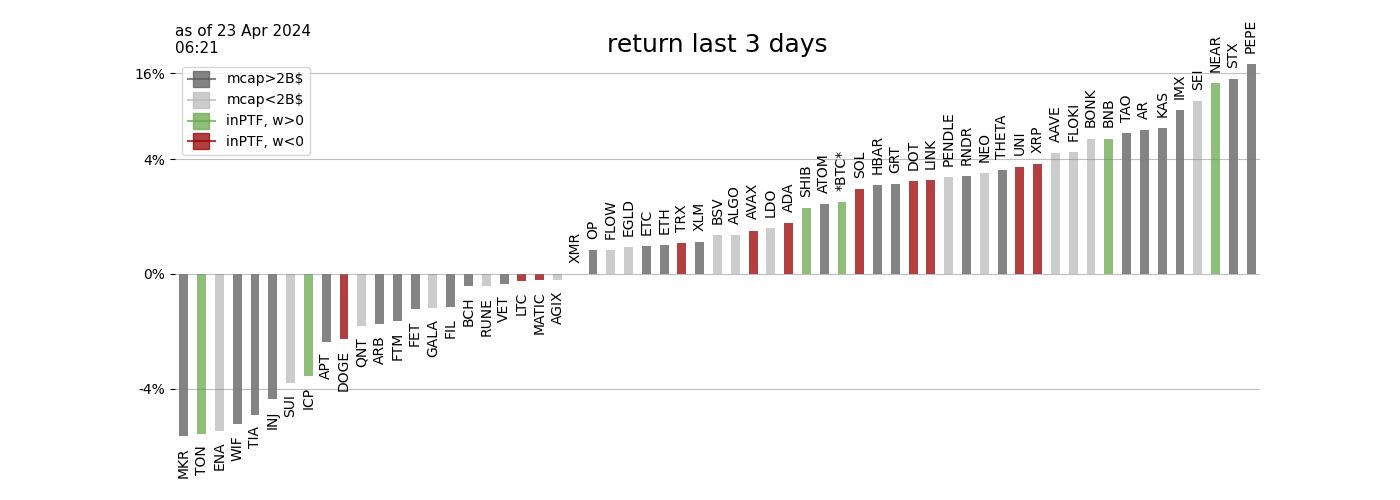 as of 23 Apr 2024
06:21
return last 3 days
mcap>2B$
mcap<2B$
inPTF, w>0
inPTF, w<0
16%
4%
0%
-4%
MKR
TON
ENA
WIF
TIA
INJ
SUI
ICP
APT
DOGE
QNT
ARB
FTM
FET
GALA
FIL
BCH
RUNE
VET
LTC
MATIC
AGIX
XMR
OP
FLOW
EGLD
ETC
ETH
TRX
XLM
BSV
ALGO
AVAX
LDO
ADA
SHIB
ATOM
*BTC*
SOL
HBAR
GRT
DOT
LINK
PENDLE
RNDR
NEO
THETA
UNI
XRP
AAVE
FLOKI
BONK
BNB
TAO
AR
KAS
IMX
SEI
NEAR
STX
PEPE